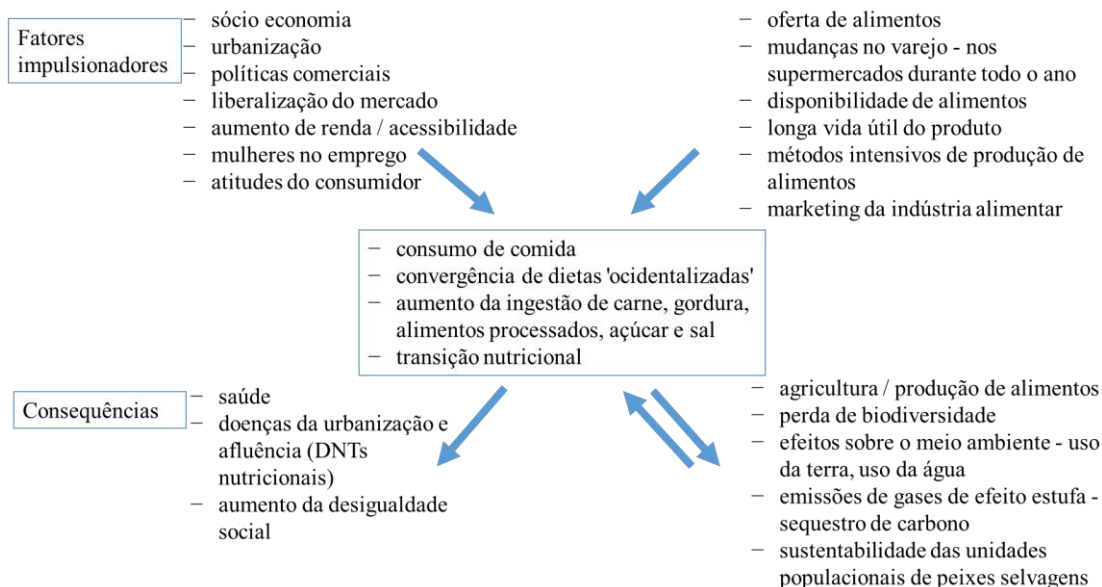 Fatores
impulsionadores
– sócio economia
– urbanização
– políticas comerciais
– liberalização do mercado
– aumento de renda / acessibilidade
– mulheres no emprego
– atitudes do consumidor
– oferta de alimentos
– mudanças no varejo - nos
supermercados durante todo o ano
– disponibilidade de alimentos
– longa vida útil do produto
– métodos intensivos de produção de
alimentos
– marketing da indústria alimentar
– consumo de comida
– convergência de dietas 'ocidentalizadas'
– aumento da ingestão de carne, gordura,
alimentos processados, açúcar e sal
– transição nutricional
Consequências
– saúde
– doenças da urbanização e
afluência (DNTs
nutricionais)
– aumento da desigualdade
social
– agricultura / produção de alimentos
– perda de biodiversidade
– efeitos sobre o meio ambiente - uso
da terra, uso da água
– emissões de gases de efeito estufa -
sequestro de carbono
– sustentabilidade das unidades
populacionais de peixes selvagens